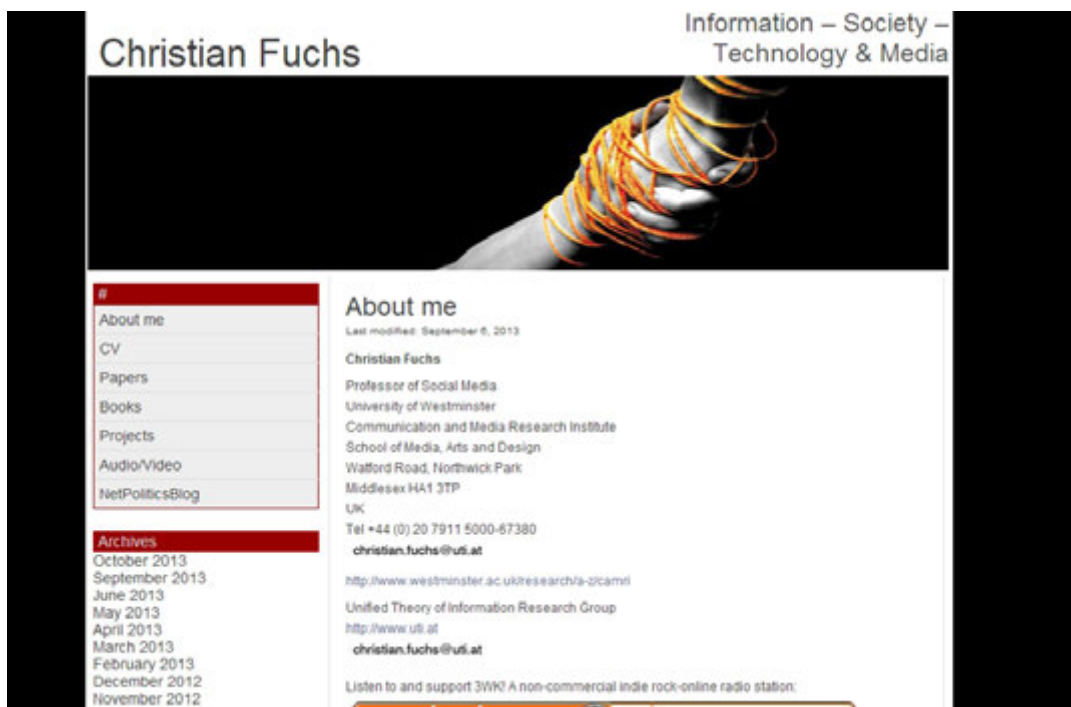 Christian Fuchs
Information – Society –
Technology & Media
#
About me
CV
Papers
Books
Projects
Audio/Video
NetPoliticsBlog
Archives
October 2013
September 2013
June 2013
May 2013
April 2013
March 2013
February 2013
December 2012
November 2012
About me
Last modified: September 6, 2013
Christian Fuchs
Professor of Social Media
University of Westminster
Communication and Media Research Institute
School of Media, Arts and Design
Watford Road, Northwick Park
Middlesex HA1 3TP
UK
Tel +44 (0) 20 7911 5000-67380
christian.fuchs@uti.at
http://www.westminster.ac.uk/research/a-z/camri
Unified Theory of Information Research Group
http://www.uti.at
christian.fuchs@uti.at
Listen to and support 3WK! A non-commercial indie rock-online radio station: